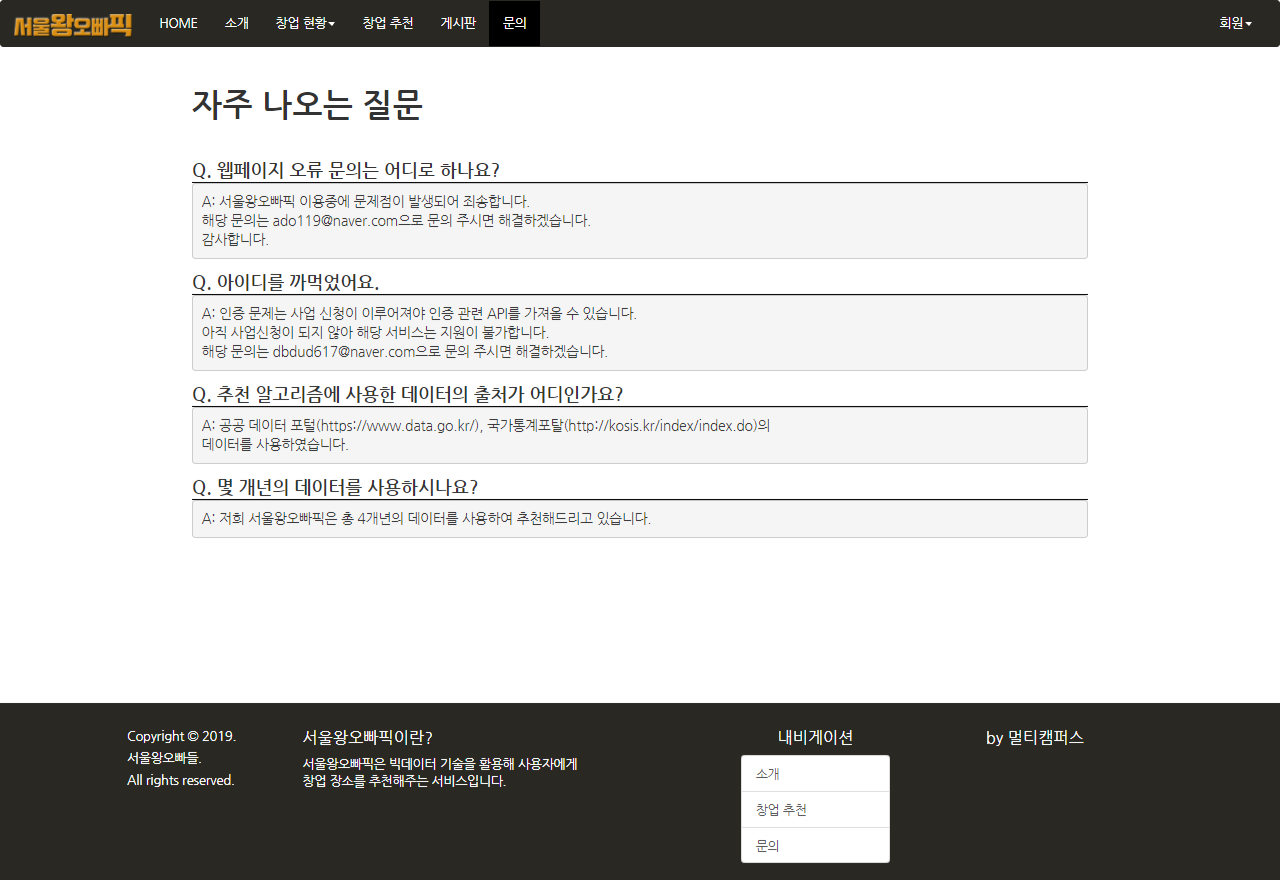 서울왕오빠픽 HOME 소개 창업 현황 창업 추천 게시판 문의 회원
자주 나오는 질문
Q. 웹페이지 오류 문의는 어디로 하나요?
A: 서울왕오빠픽 이용중에 문제점이 발생되어 죄송합니다.
해당 문의는 ado119@naver.com으로 문의 주시면 해결하겠습니다.
감사합니다.
Q. 아이디를 까먹었어요.
A: 인증 문제는 사업 신청이 이루어져야 인증 관련 API를 가져올 수 있습니다.
아직 사업신청이 되지 않아 해당 서비스는 지원이 불가합니다.
해당 문의는 dbdud617@naver.com으로 문의 주시면 해결하겠습니다.
Q. 추천 알고리즘에 사용한 데이터의 출처가 어디인가요?
A: 공공 데이터 포털(https://www.data.go.kr/), 국가통계포탈(http://kosis.kr/index/index.do)의
데이터를 사용하였습니다.
Q. 몇 개년의 데이터를 사용하시나요?
A: 저희 서울왕오빠픽은 총 4개년의 데이터를 사용하여 추천해드리고 있습니다.
Copyright © 2019.
서울왕오빠들.
All rights reserved.
서울왕오빠픽이란?
서울왕오빠픽은 빅데이터 기술을 활용해 사용자에게
창업 장소를 추천해주는 서비스입니다.
내비게이션
소개
창업 추천
문의
by 멀티캠퍼스